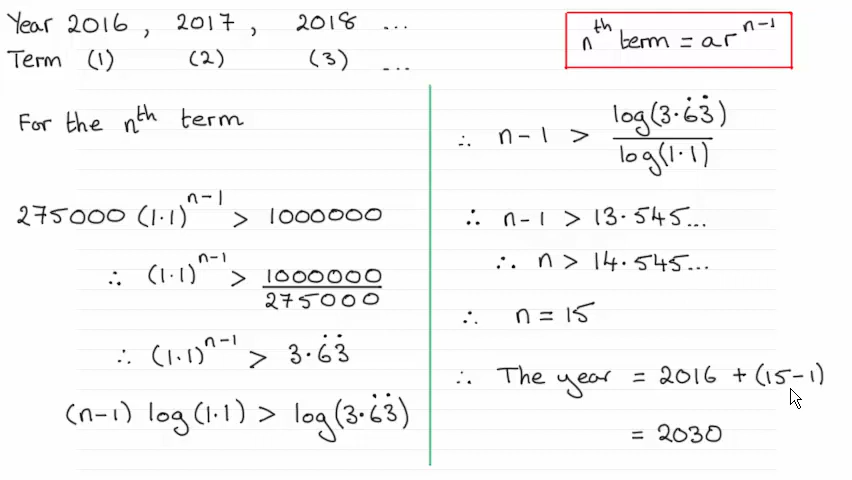 Year 2016 , 2017 , 2018 ...
Term (1) (2) (3) ...
nᵗʰ term = arⁿ⁻¹
For the nᵗʰ term
275000 (1·1)ⁿ⁻¹ > 1000000
∴ (1·1)ⁿ⁻¹ > 1000000/275000
∴ (1·1)ⁿ⁻¹ > 3·6̇3̇
(n-1) log(1·1) > log(3·6̇3̇)
∴ n-1 > log(3·6̇3̇)/log(1·1)
∴ n-1 > 13·545...
∴ n > 14·545...
∴ n = 15
∴ The year = 2016 + (15-1)
= 2030